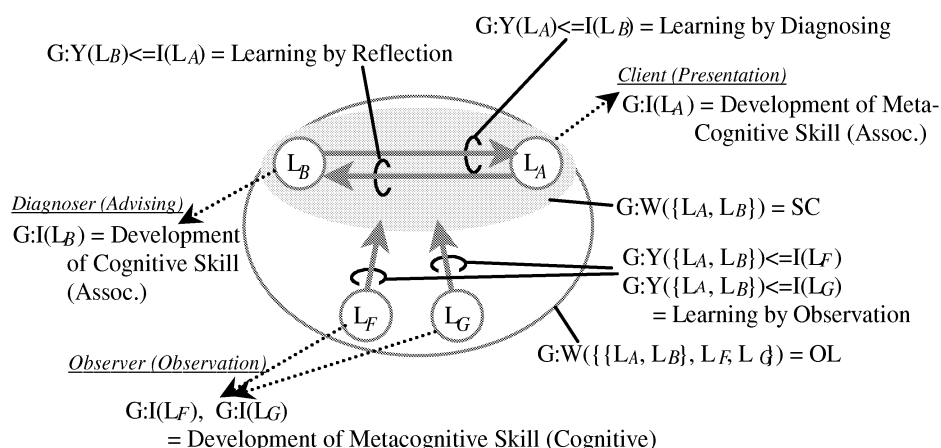 G:Y(LA)<=I(LB) = Learning by Diagnosing
G:Y(LB)<=I(LA) = Learning by Reflection
Client (Presentation)
G:I(LA) = Development of Meta-
Cognitive Skill (Assoc.)
LB
LA
Diagnoser (Advising)
G:I(LB) = Development
of Cognitive Skill
(Assoc.)
G:W({LA, LB}) = SC
G:Y({LA, LB})<=I(LF)
G:Y({LA, LB})<=I(LG)
= Learning by Observation
LF
LG
G:W({{LA, LB}, LF, LG}) = OL
Observer (Observation)
G:I(LF), G:I(LG)
= Development of Metacognitive Skill (Cognitive)